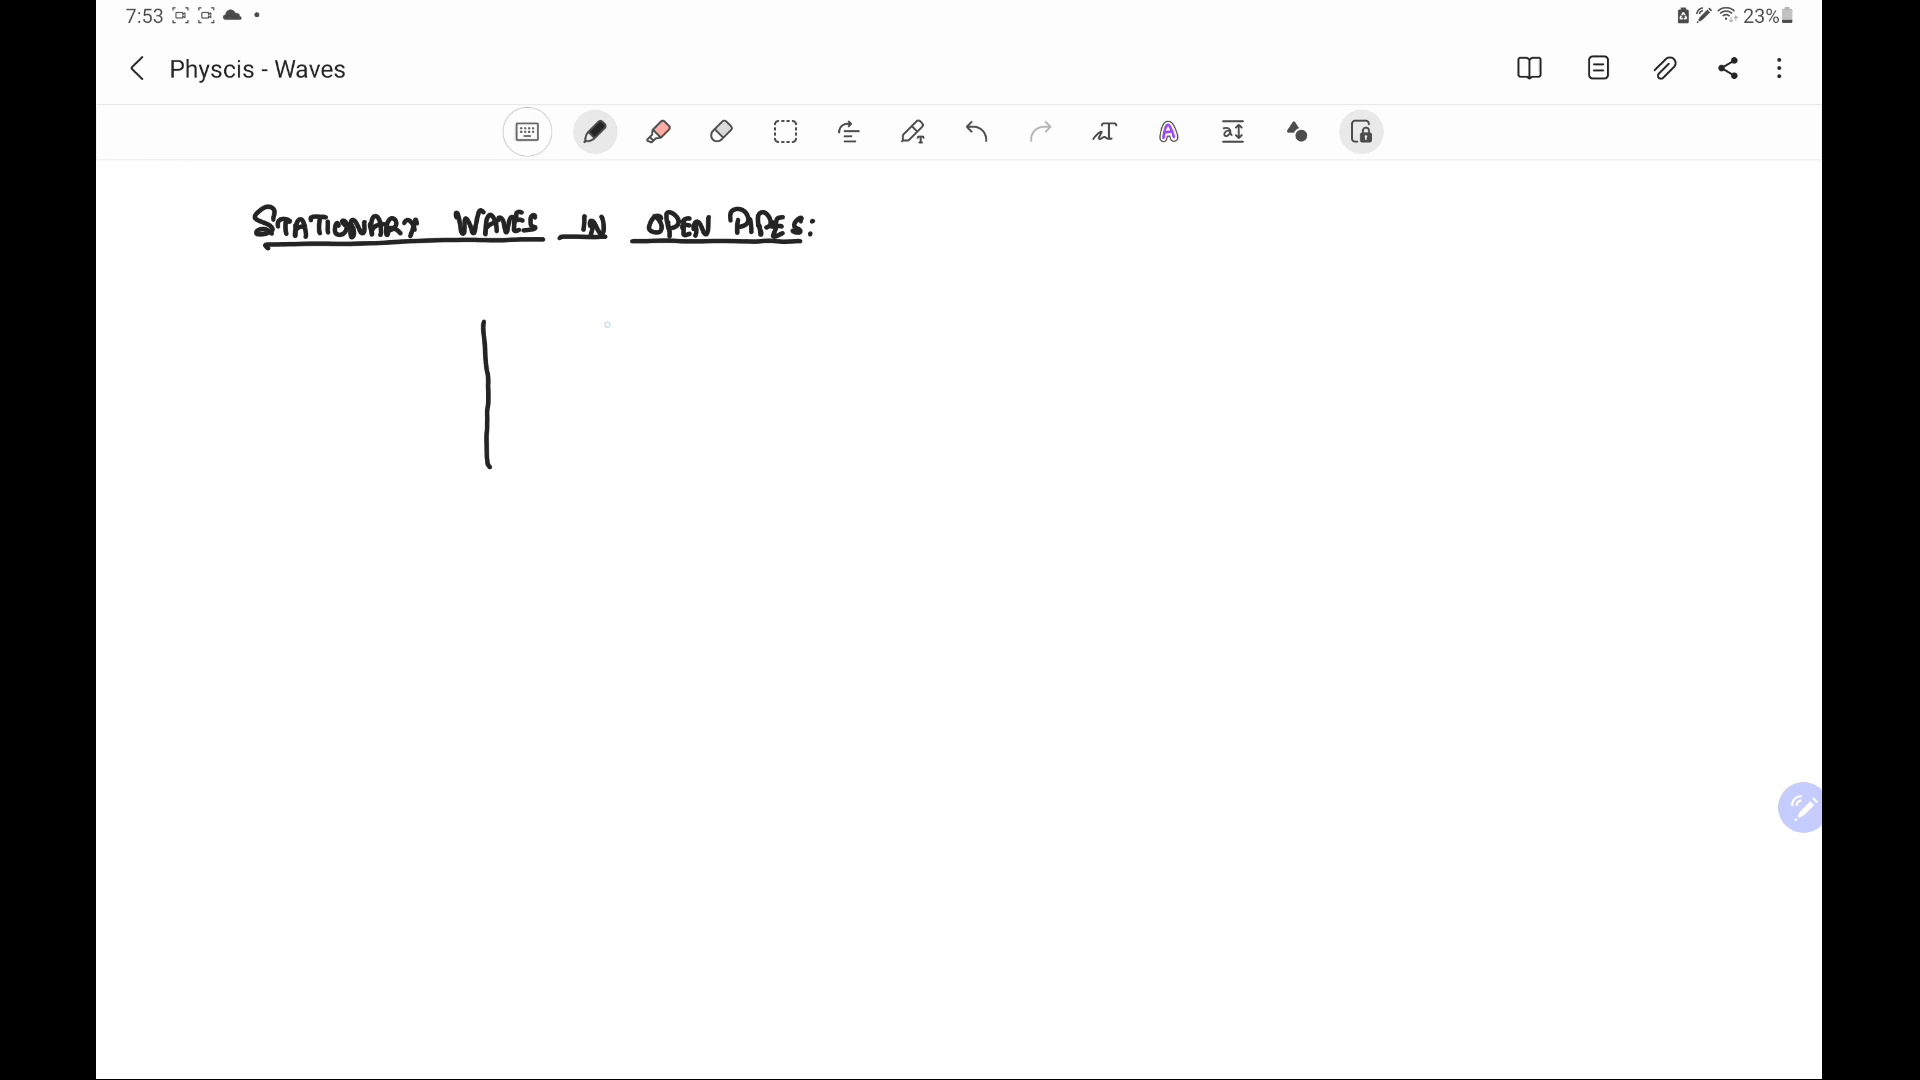 7:53 23%
Physcis - Waves
STATIONARY WAVES IN OPEN PIPES: